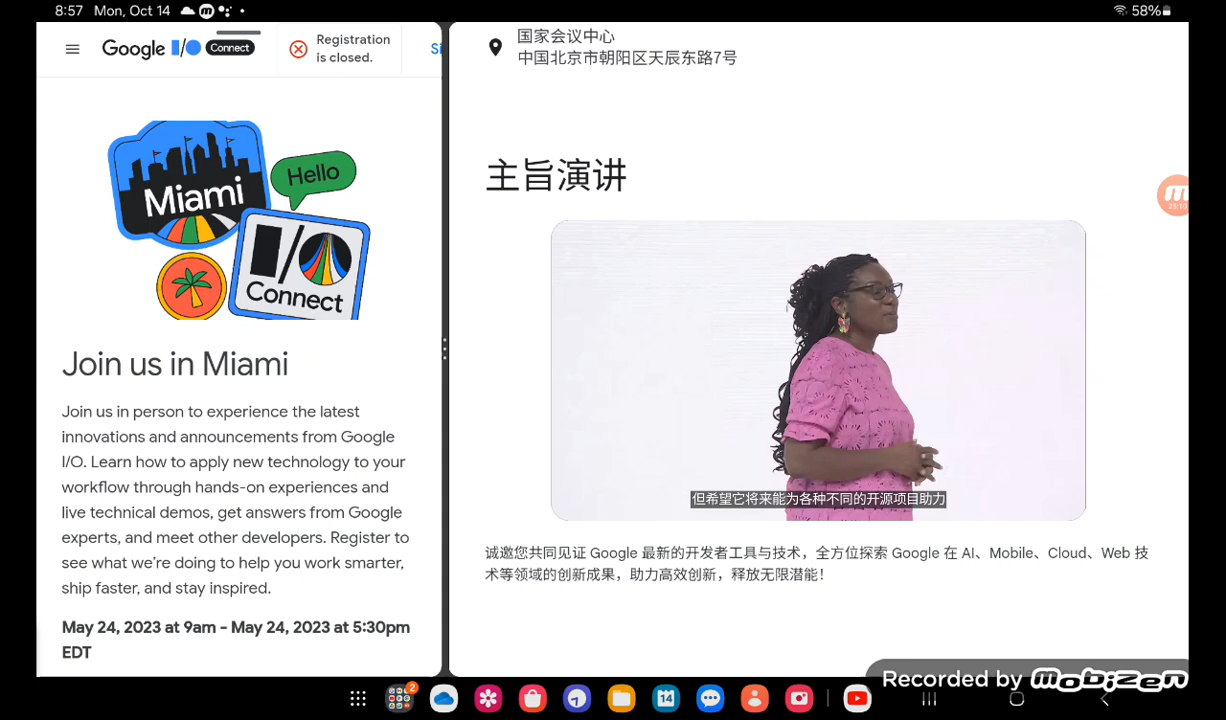 8:57 Mon, Oct 14
58%
Google I/O Connect
Registration
is closed.
Si
Miami
Hello
I/O
Connect
Join us in Miami
Join us in person to experience the latest
innovations and announcements from Google
I/O. Learn how to apply new technology to your
workflow through hands-on experiences and
live technical demos, get answers from Google
experts, and meet other developers. Register to
see what we're doing to help you work smarter,
ship faster, and stay inspired.
May 24, 2023 at 9am - May 24, 2023 at 5:30pm
EDT
国家会议中心
中国北京市朝阳区天辰东路7号
主旨演讲
但希望它将来能为各种不同的开源项目助力
诚邀您共同见证 Google 最新的开发者工具与技术，全方位探索 Google 在 AI、Mobile、Cloud、Web 技
术等领域的创新成果，助力高效创新，释放无限潜能！
23:10
Recorded by mobizen
2
14